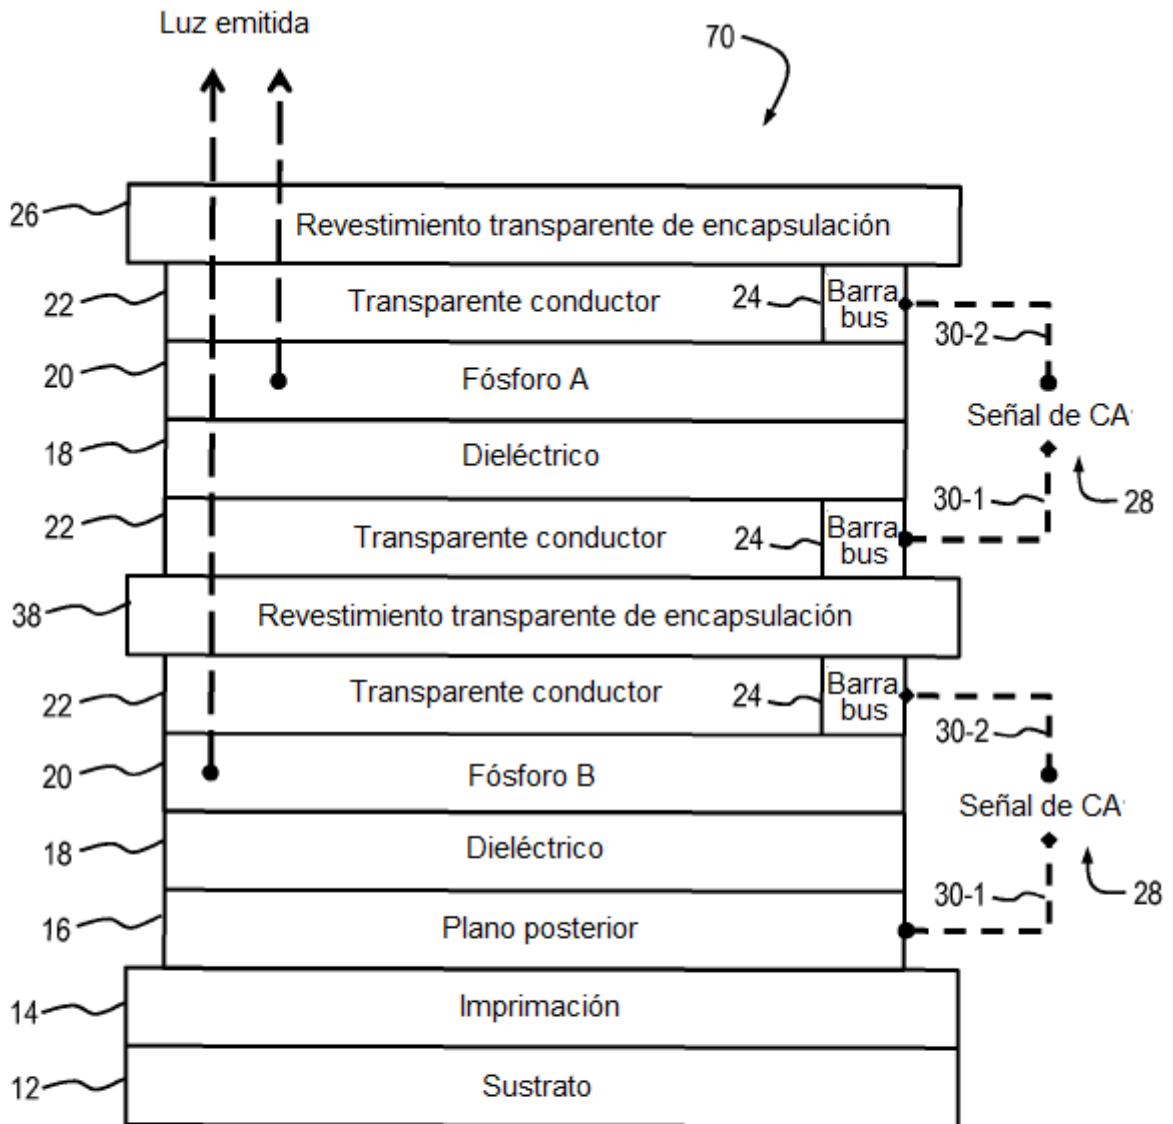 Luz emitida
70
26
Revestimiento transparente de encapsulación
22
Transparente conductor
24
Barra
bus
30-2
20
Fósforo A
Señal de CA
18
Dieléctrico
30-1
28
22
Transparente conductor
24
Barra
bus
38
Revestimiento transparente de encapsulación
22
Transparente conductor
24
Barra
bus
30-2
20
Fósforo B
Señal de CA
18
Dieléctrico
30-1
28
16
Plano posterior
14
Imprimación
12
Sustrato